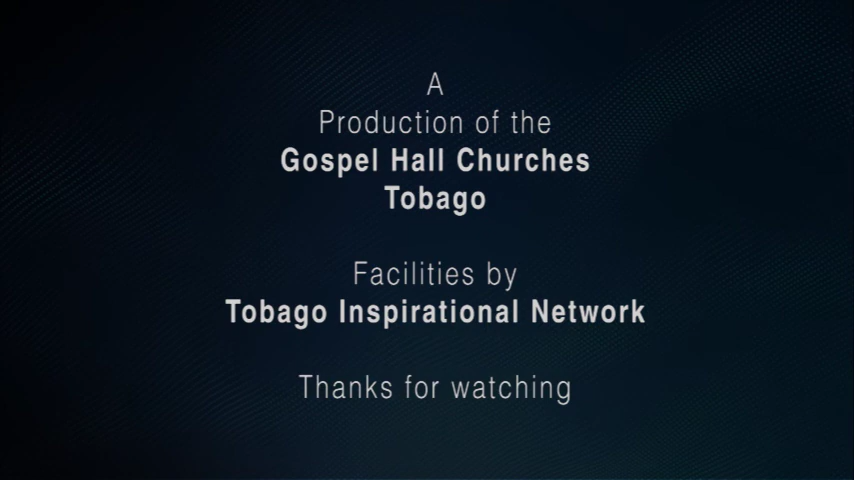 A
Production of the
Gospel Hall Churches
Tobago
Facilities by
Tobago Inspirational Network
Thanks for watching